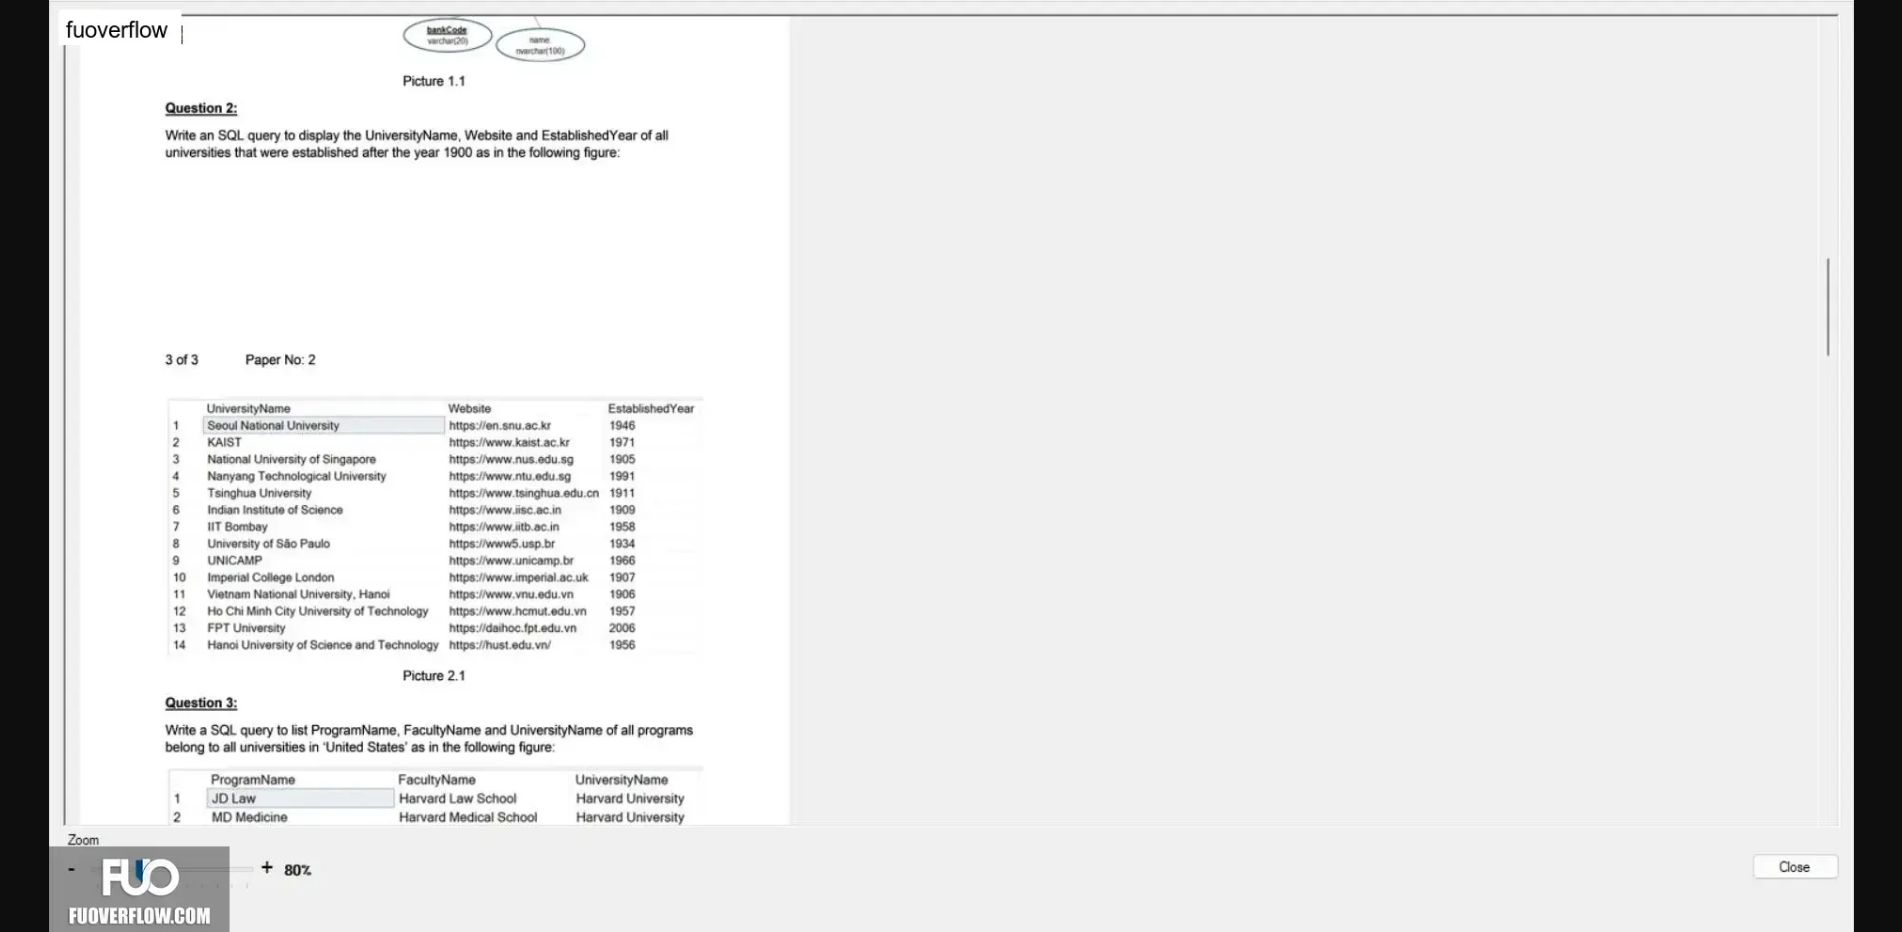 fuoverflow
bankCode
varchar(20)
name
nvarchar(100)
Picture 1.1
Question 2:
Write an SQL query to display the UniversityName, Website and EstablishedYear of all
universities that were established after the year 1900 as in the following figure:
3 of 3 Paper No: 2
UniversityName Website EstablishedYear
1 Seoul National University https://en.snu.ac.kr 1946
2 KAIST https://www.kaist.ac.kr 1971
3 National University of Singapore https://www.nus.edu.sg 1905
4 Nanyang Technological University https://www.ntu.edu.sg 1991
5 Tsinghua University https://www.tsinghua.edu.cn 1911
6 Indian Institute of Science https://www.iisc.ac.in 1909
7 IIT Bombay https://www.iitb.ac.in 1958
8 University of São Paulo https://www5.usp.br 1934
9 UNICAMP https://www.unicamp.br 1966
10 Imperial College London https://www.imperial.ac.uk 1907
11 Vietnam National University, Hanoi https://www.vnu.edu.vn 1906
12 Ho Chi Minh City University of Technology https://www.hcmut.edu.vn 1957
13 FPT University https://daihoc.fpt.edu.vn 2006
14 Hanoi University of Science and Technology https://hust.edu.vn/ 1956
Picture 2.1
Question 3:
Write a SQL query to list ProgramName, FacultyName and UniversityName of all programs
belong to all universities in 'United States' as in the following figure:
ProgramName FacultyName UniversityName
1 JD Law Harvard Law School Harvard University
2 MD Medicine Harvard Medical School Harvard University
Zoom
- + 80%
Close
FUO
FUOVERFLOW.COM